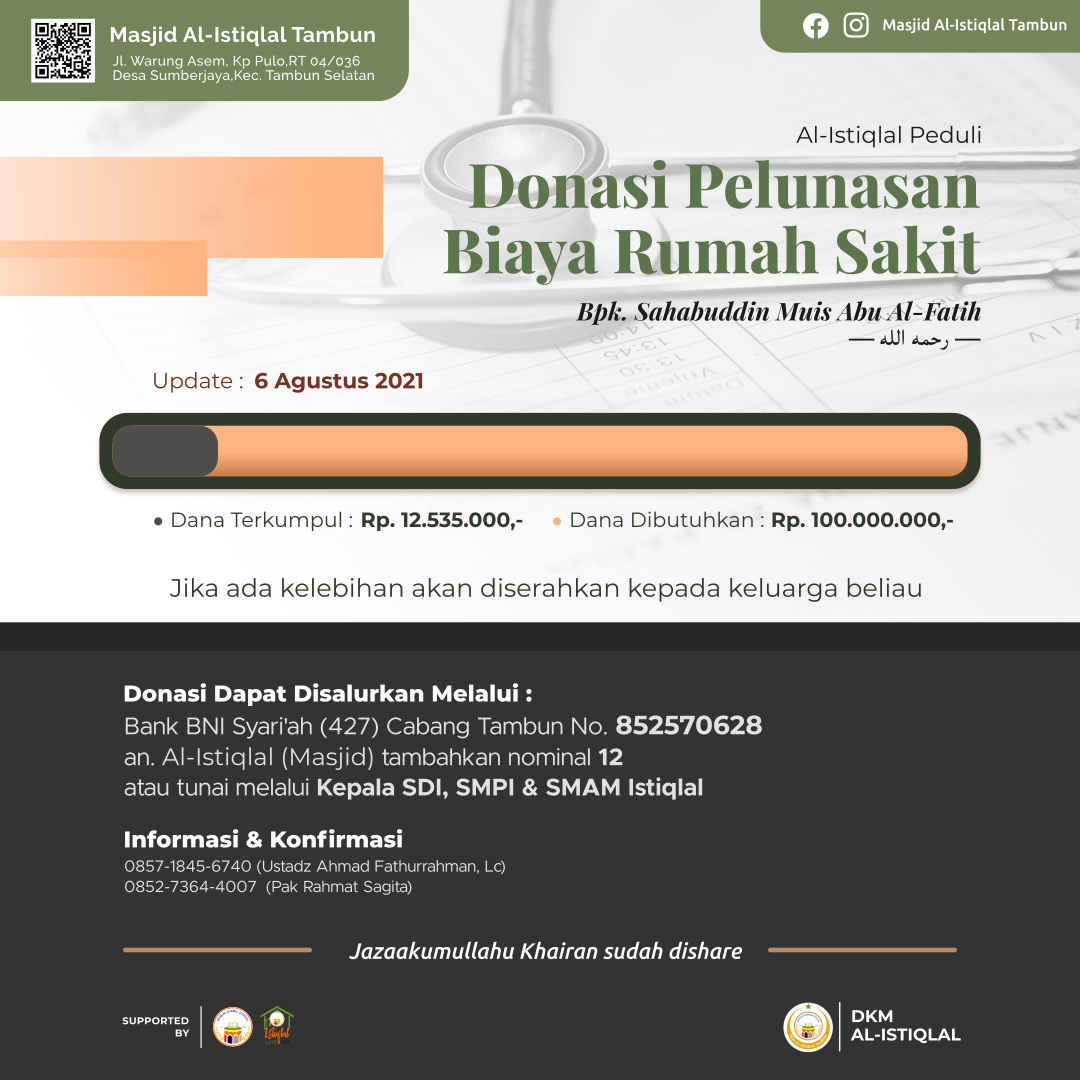 Masjid Al-Istiqlal Tambun
Jl. Warung Asem, Kp Pulo,RT 04/036
Desa Sumberjaya,Kec. Tambun Selatan
Masjid Al-Istiqlal Tambun
Al-Istiqlal Peduli
Donasi Pelunasan
Biaya Rumah Sakit
Bpk. Sahabuddin Muis Abu Al-Fatih
— رحمه الله —
Update : 6 Agustus 2021
• Dana Terkumpul : Rp. 12.535.000,-
• Dana Dibutuhkan : Rp. 100.000.000,-
Jika ada kelebihan akan diserahkan kepada keluarga beliau
Donasi Dapat Disalurkan Melalui :
Bank BNI Syari'ah (427) Cabang Tambun No. 852570628
an. Al-Istiqlal (Masjid) tambahkan nominal 12
atau tunai melalui Kepala SDI, SMPI & SMAM Istiqlal
Informasi & Konfirmasi
0857-1845-6740 (Ustadz Ahmad Fathurrahman, Lc)
0852-7364-4007 (Pak Rahmat Sagita)
Jazaakumullahu Khairan sudah dishare
SUPPORTED
BY
Istiqlal
DKM
AL-ISTIQLAL